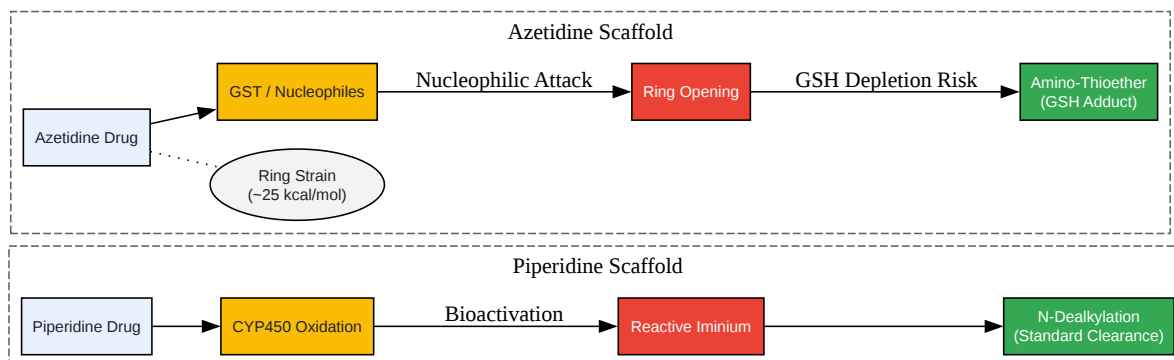 Azetidine Scaffold
Azetidine Drug
GST / Nucleophiles
Nucleophilic Attack
Ring Opening
GSH Depletion Risk
Amino-Thioether
(GSH Adduct)
Ring Strain
(~25 kcal/mol)
Piperidine Scaffold
Piperidine Drug
CYP450 Oxidation
Bioactivation
Reactive Iminium
N-Dealkylation
(Standard Clearance)